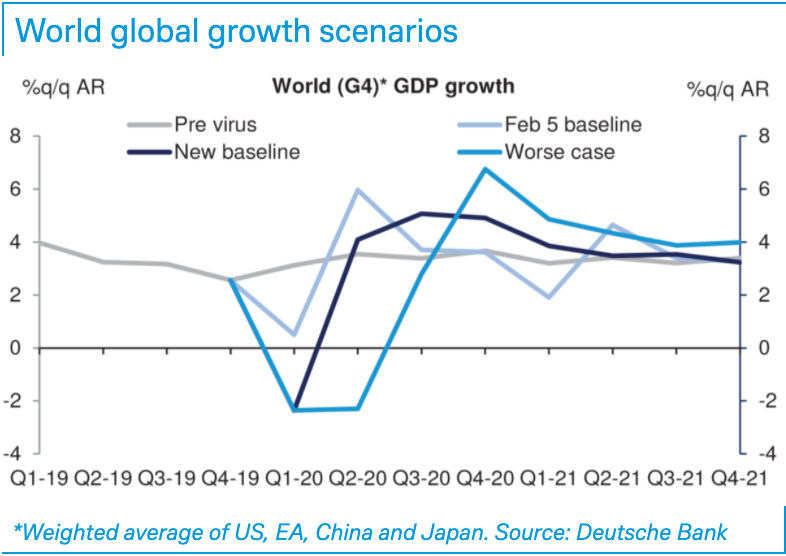 World global growth scenarios
%q/q AR
World (G4)* GDP growth
%q/q AR
Pre virus
Feb 5 baseline
New baseline
Worse case
8
8
6
6
4
4
2
2
0
0
-2
-2
-4
-4
Q1-19 Q2-19 Q3-19 Q4-19 Q1-20 Q2-20 Q3-20 Q4-20 Q1-21 Q2-21 Q3-21 Q4-21
*Weighted average of US, EA, China and Japan. Source: Deutsche Bank